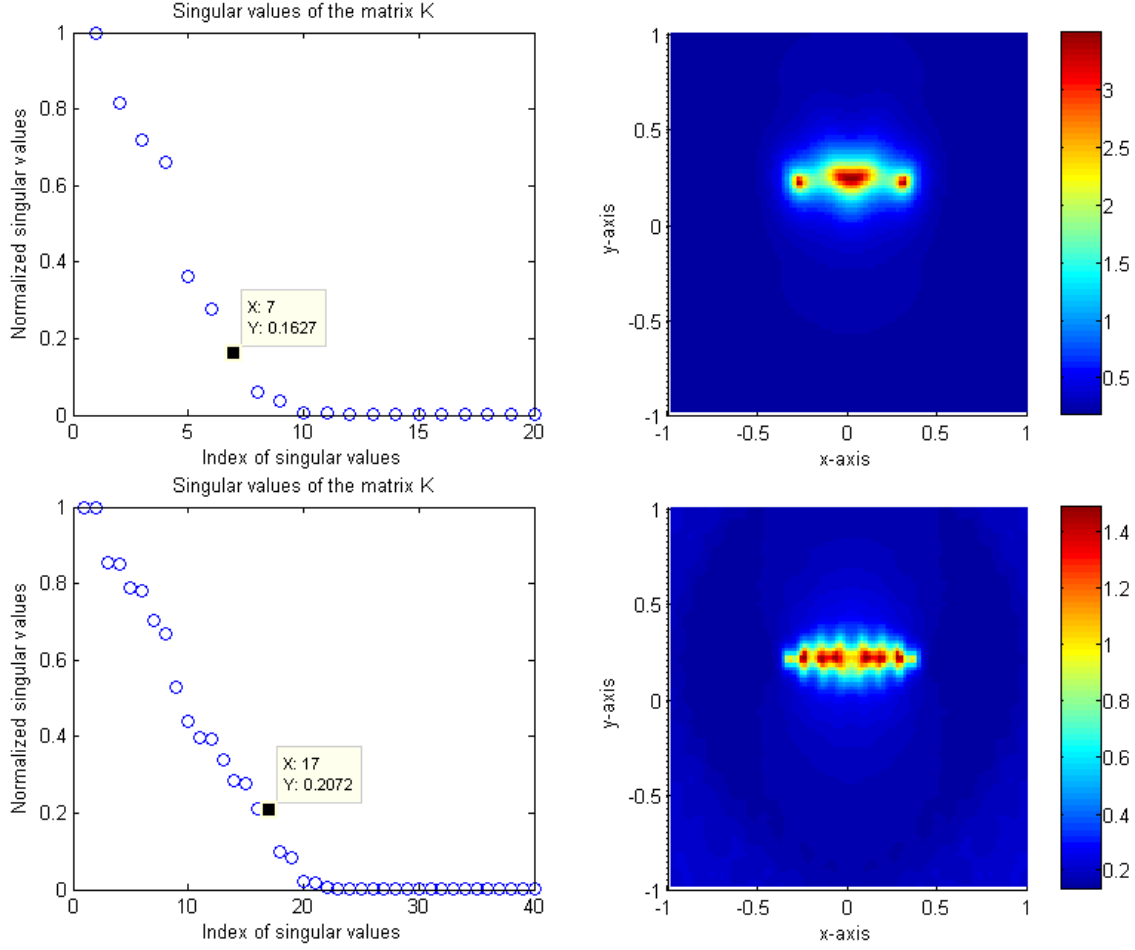 Singular values of the matrix K
Normalized singular values
1
0.8
0.6
0.4
0.2
0
X: 7
Y: 0.1627
0 5 10 15 20
Index of singular values
y-axis
1
0.5
0
-0.5
-1
-1 -0.5 0 0.5 1
x-axis
3
2.5
2
1.5
1
0.5
Singular values of the matrix K
Normalized singular values
1
0.8
0.6
0.4
0.2
0
X: 17
Y: 0.2072
0 10 20 30 40
Index of singular values
y-axis
1
0.5
0
-0.5
-1
-1 -0.5 0 0.5 1
x-axis
1.4
1.2
1
0.8
0.6
0.4
0.2